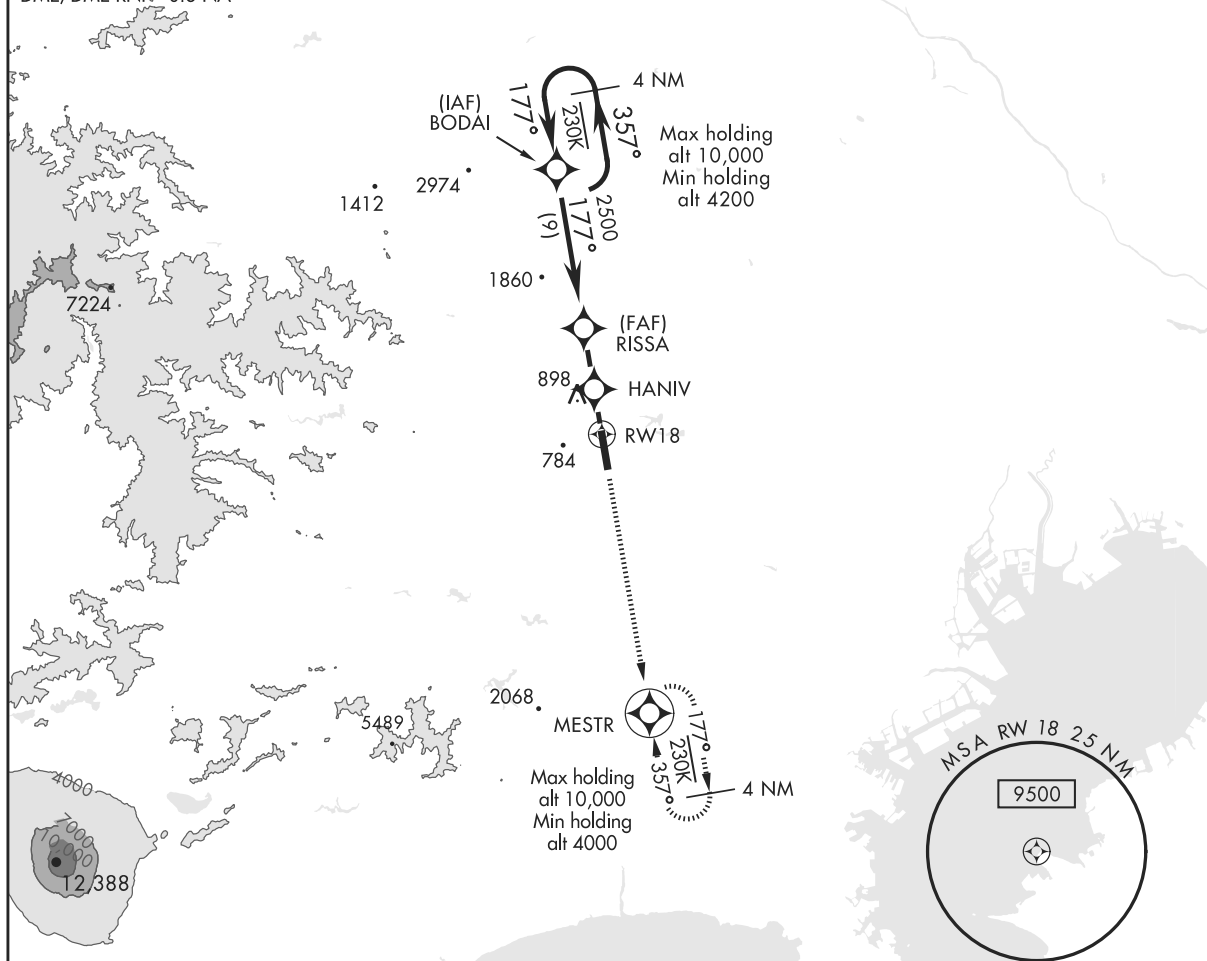 4 NM
(IAF)
BODAI
177°
230K
357°
Max holding
alt 10,000
Min holding
alt 4200
2974
1412
2500
177°
(9)
1860
7224
(FAF)
RISSA
898
HANIV
RW18
784
2068
MESTR
5489
177°
230K
357°
4 NM
Max holding
alt 10,000
Min holding
alt 4000
MSA RW 18 25 NM
9500
4000
7000
10000
12,388